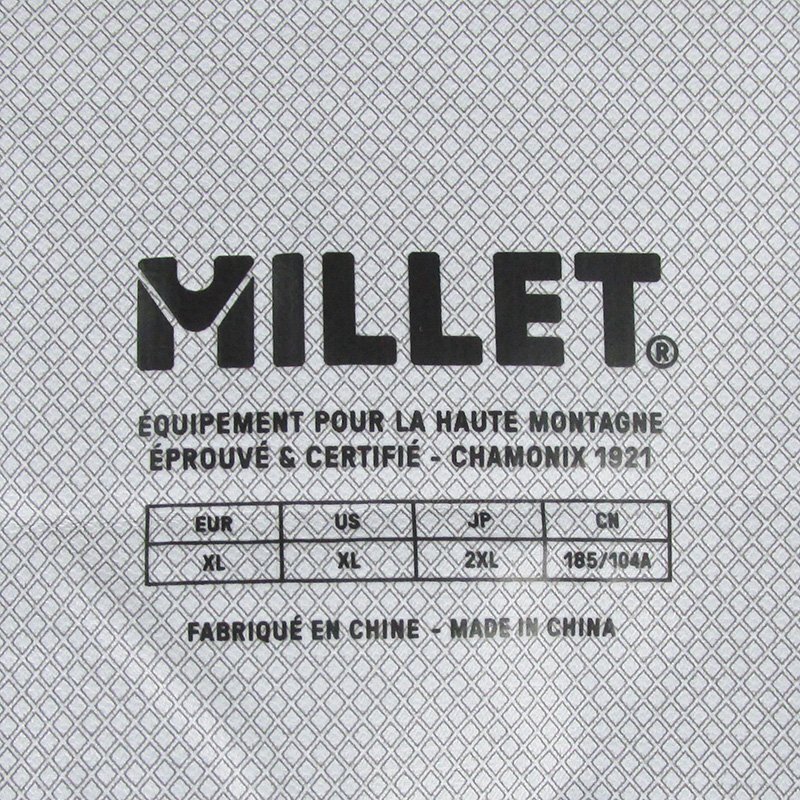 MILLET®
ÉQUIPEMENT POUR LA HAUTE MONTAGNE
ÉPROUVÉ & CERTIFIÉ - CHAMONIX 1921
EUR US JP CN
XL XL 2XL 185/104A
FABRIQUÉ EN CHINE - MADE IN CHINA